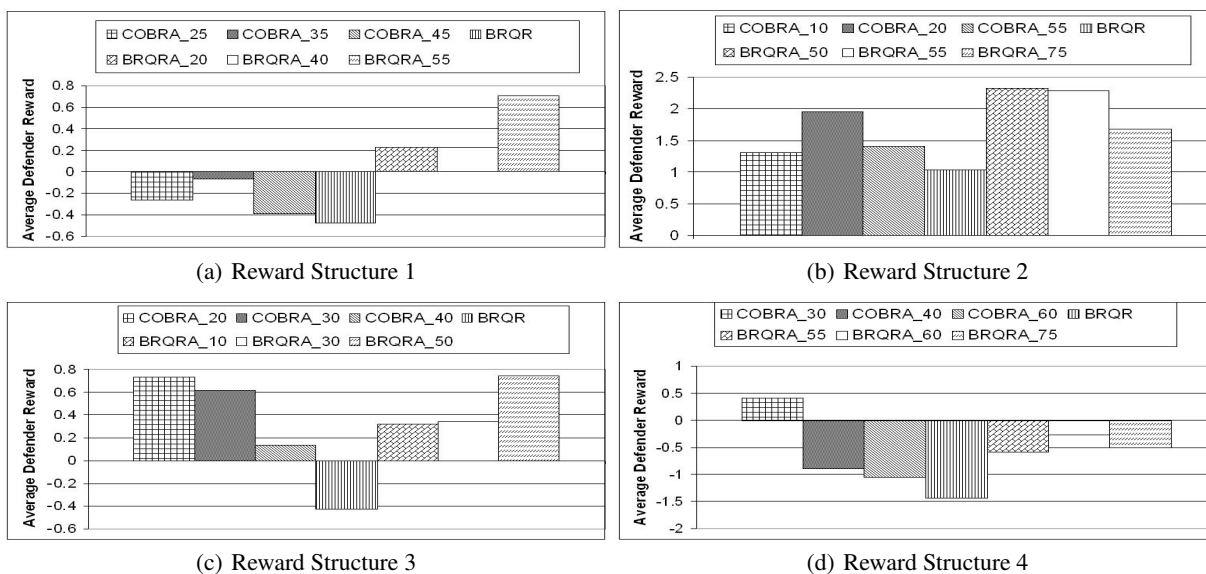 COBRA_25 COBRA_35 COBRA_45 BRQR
BRQRA_20 BRQRA_40 BRQRA_55
Average Defender Reward
0.8
0.6
0.4
0.2
0
-0.2
-0.4
-0.6
(a) Reward Structure 1
COBRA_10 COBRA_20 COBRA_55 BRQR
BRQRA_50 BRQRA_55 BRQRA_75
Average Defender Reward
2.5
2
1.5
1
0.5
0
(b) Reward Structure 2
COBRA_20 COBRA_30 COBRA_40 BRQR
BRQRA_10 BRQRA_30 BRQRA_50
Average Defender Reward
0.8
0.6
0.4
0.2
0
-0.2
-0.4
-0.6
(c) Reward Structure 3
COBRA_30 COBRA_40 COBRA_60 BRQR
BRQRA_55 BRQRA_60 BRQRA_75
Average Defender Reward
1
0.5
0
-0.5
-1
-1.5
-2
(d) Reward Structure 4